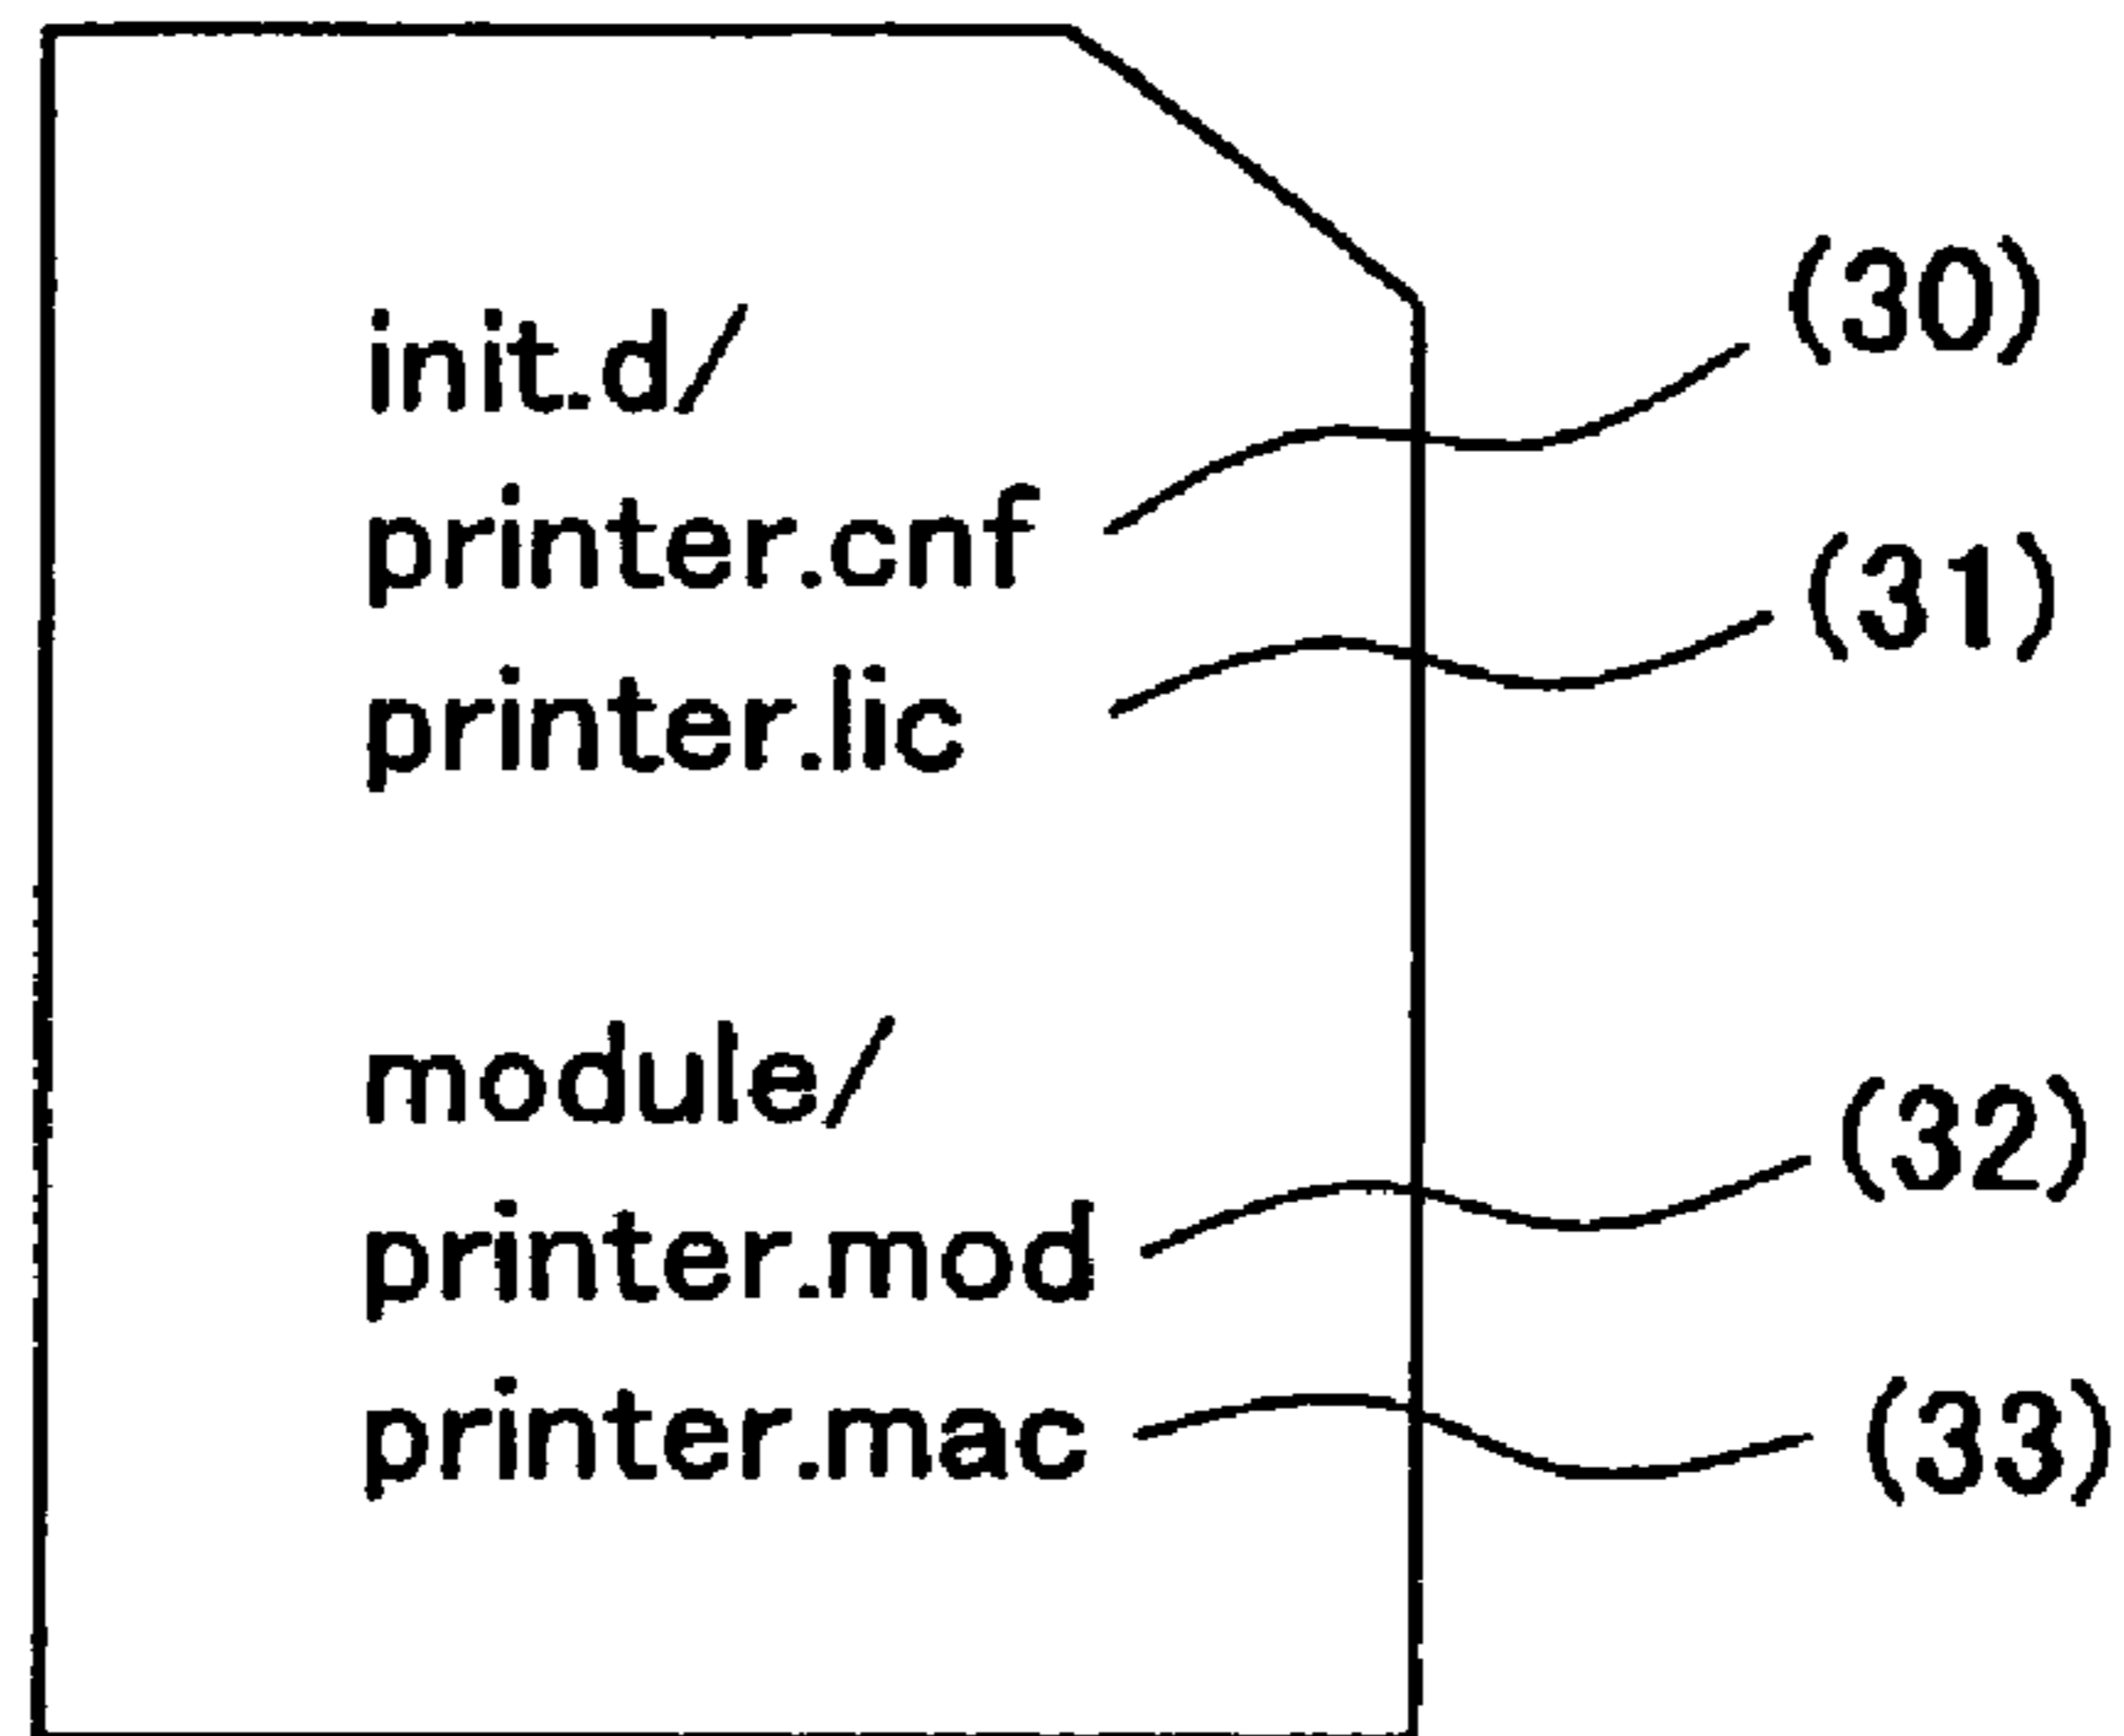 init.d/
printer.cnf (30)
printer.lic (31)
module/
printer.mod (32)
printer.mac (33)